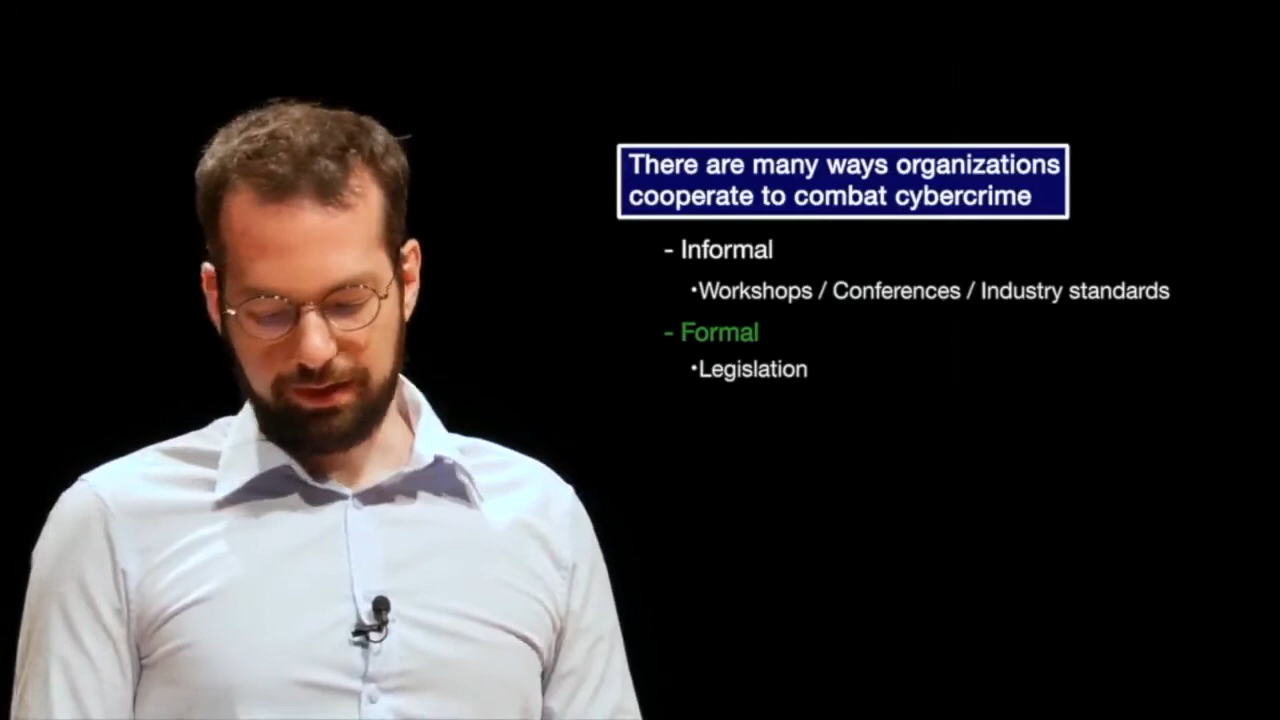 There are many ways organizations
cooperate to combat cybercrime
- Informal
•Workshops / Conferences / Industry standards
- Formal
•Legislation